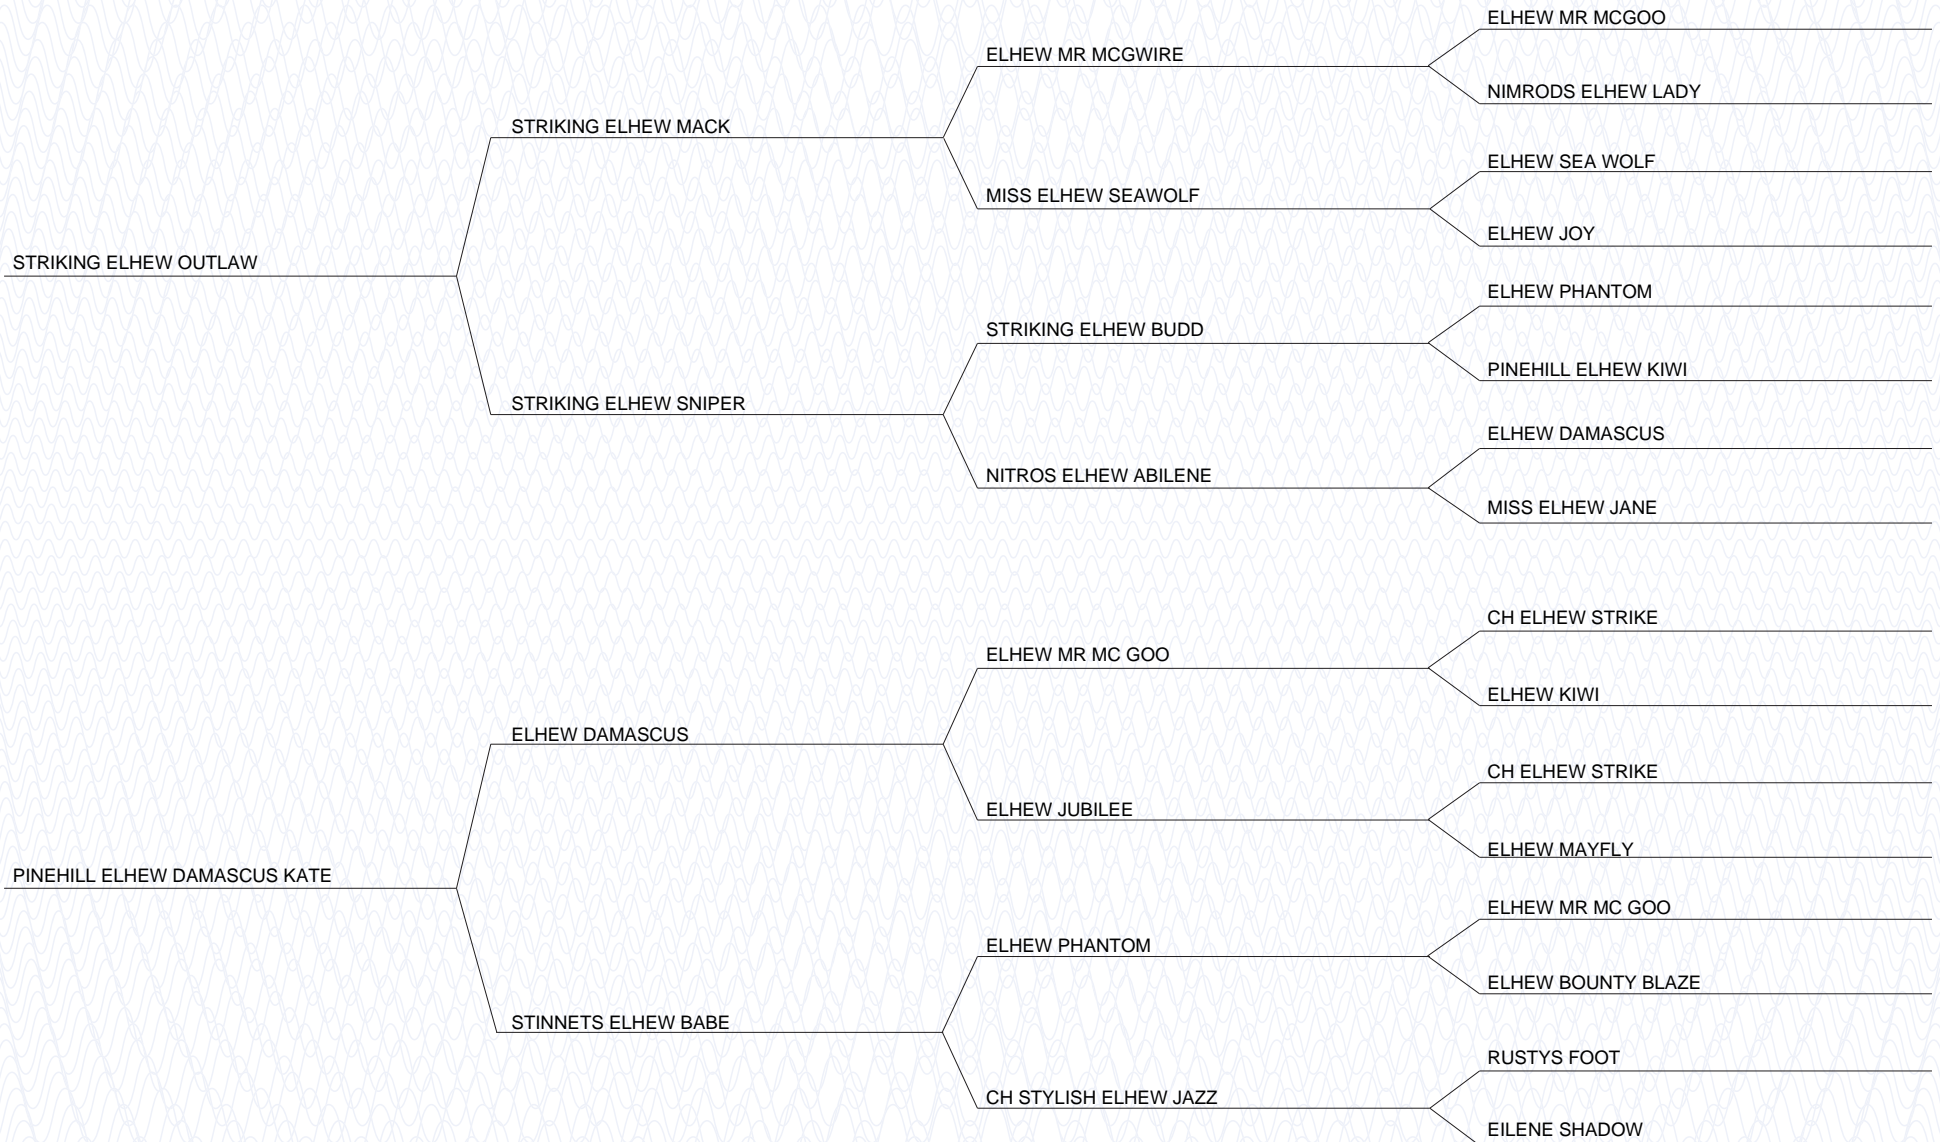 ELHEW MR MCGOO
ELHEW MR MCGWIRE
NIMRODS ELHEW LADY
STRIKING ELHEW MACK
ELHEW SEA WOLF
MISS ELHEW SEAWOLF
ELHEW JOY
STRIKING ELHEW OUTLAW
ELHEW PHANTOM
STRIKING ELHEW BUDD
PINEHILL ELHEW KIWI
STRIKING ELHEW SNIPER
ELHEW DAMASCUS
NITROS ELHEW ABILENE
MISS ELHEW JANE
CH ELHEW STRIKE
ELHEW MR MC GOO
ELHEW KIWI
ELHEW DAMASCUS
CH ELHEW STRIKE
ELHEW JUBILEE
ELHEW MAYFLY
PINEHILL ELHEW DAMASCUS KATE
ELHEW MR MC GOO
ELHEW PHANTOM
ELHEW BOUNTY BLAZE
STINNETS ELHEW BABE
RUSTYS FOOT
CH STYLISH ELHEW JAZZ
EILENE SHADOW